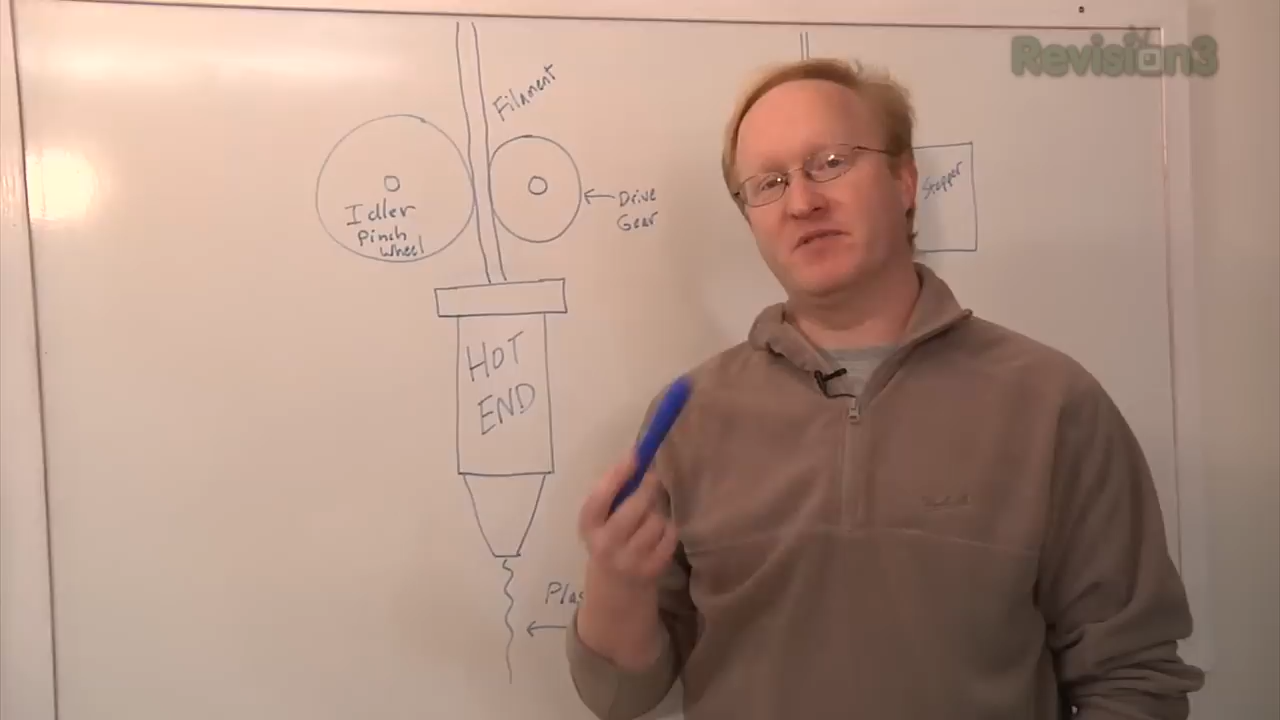 Revision3
Filament
Stepper
Drive
Gear
Idler
Pinch
Wheel
HOT
END